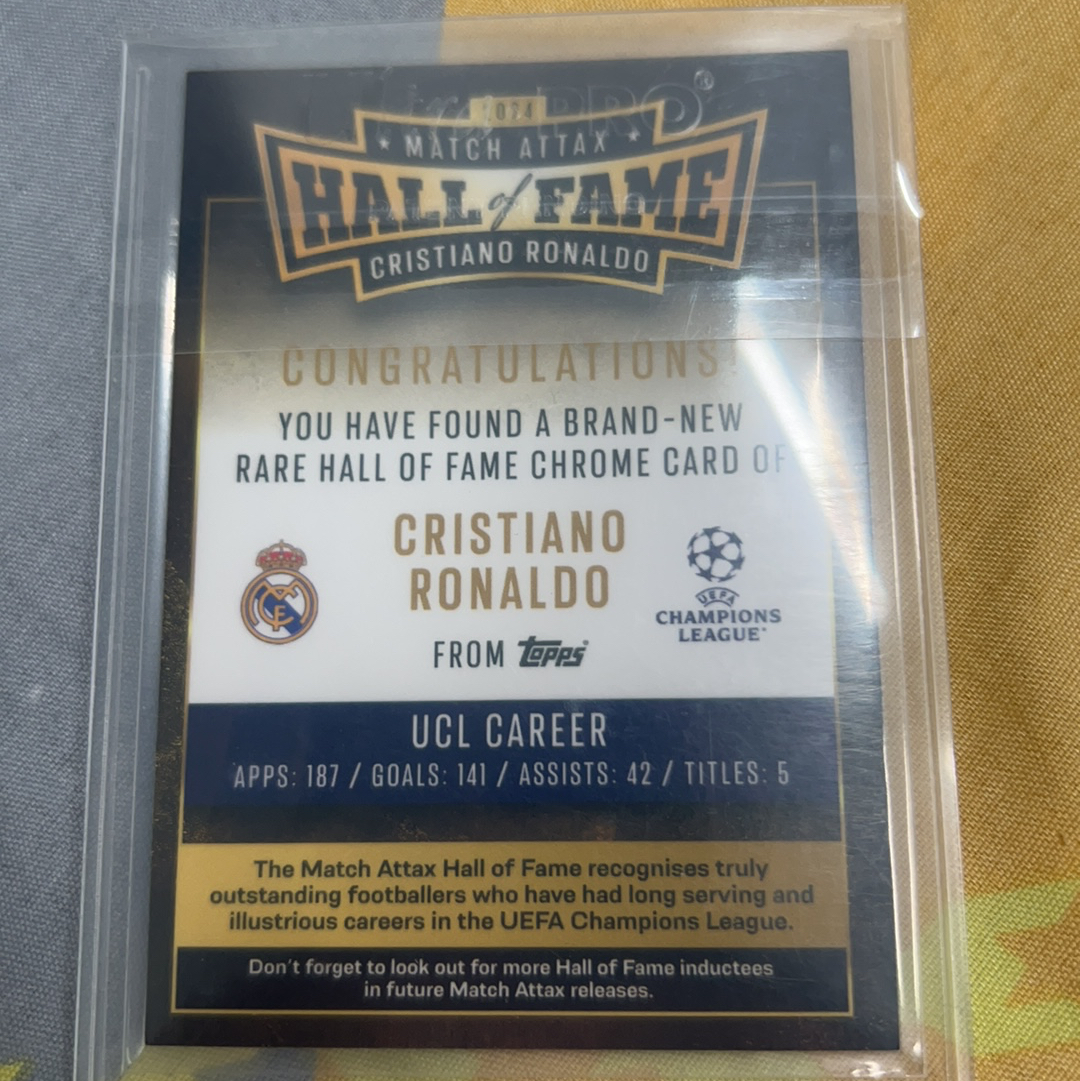 PRO
2024
★ MATCH ATTAX ★
HALL of FAME
CRISTIANO RONALDO
CONGRATULATIONS!
YOU HAVE FOUND A BRAND-NEW
RARE HALL OF FAME CHROME CARD OF
CRISTIANO
RONALDO
FROM topps
UEFA
CHAMPIONS
LEAGUE
UCL CAREER
APPS: 187 / GOALS: 141 / ASSISTS: 42 / TITLES: 5
The Match Attax Hall of Fame recognises truly
outstanding footballers who have had long serving and
illustrious careers in the UEFA Champions League.
Don't forget to look out for more Hall of Fame inductees
in future Match Attax releases.